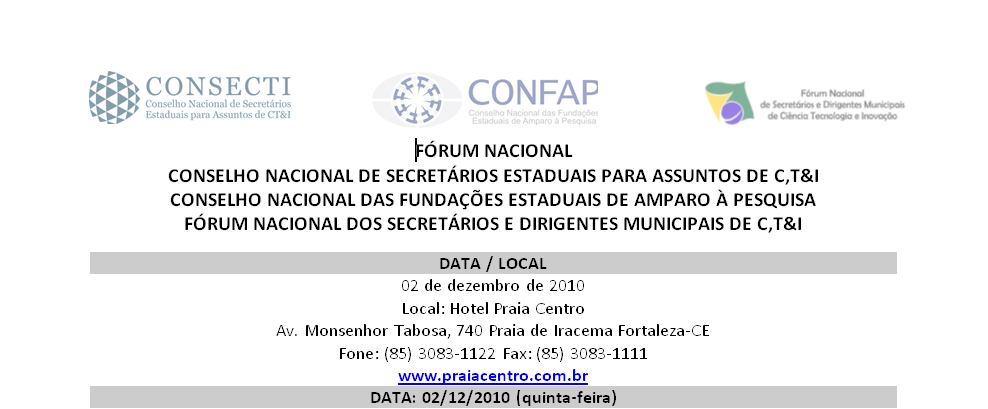 CONSECTI
Conselho Nacional de Secretários
Estaduais para Assuntos de CT&I
CONFAP
Conselho Nacional das Fundações
Estaduais de Amparo à Pesquisa
Fórum Nacional
de Secretários e Dirigentes Municipais
de Ciência Tecnologia e Inovação
FÓRUM NACIONAL
CONSELHO NACIONAL DE SECRETÁRIOS ESTADUAIS PARA ASSUNTOS DE C,T&I
CONSELHO NACIONAL DAS FUNDAÇÕES ESTADUAIS DE AMPARO À PESQUISA
FÓRUM NACIONAL DOS SECRETÁRIOS E DIRIGENTES MUNICIPAIS DE C,T&I
DATA / LOCAL
02 de dezembro de 2010
Local: Hotel Praia Centro
Av. Monsenhor Tabosa, 740 Praia de Iracema Fortaleza-CE
Fone: (85) 3083-1122 Fax: (85) 3083-1111
www.praiacentro.com.br
DATA: 02/12/2010 (quinta-feira)